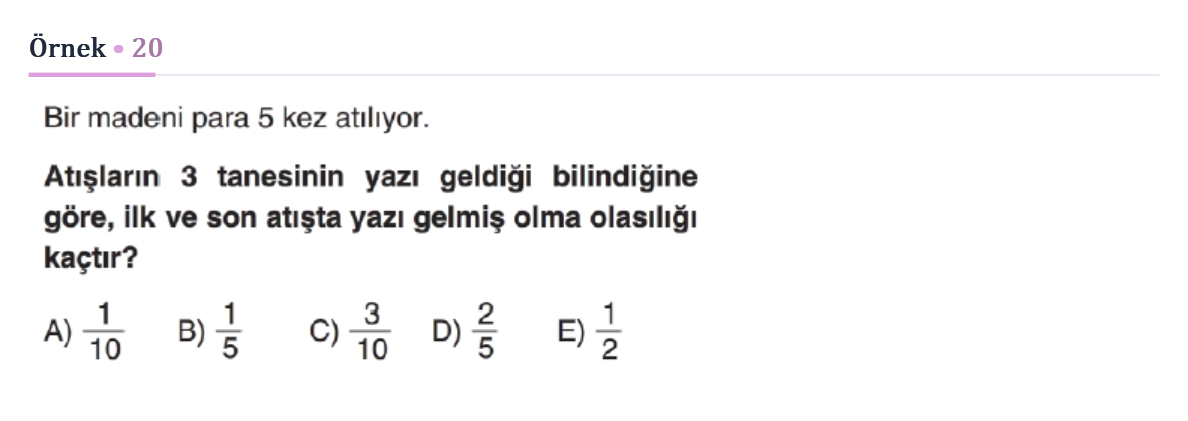 Örnek • 20
Bir madeni para 5 kez atılıyor.
Atışların 3 tanesinin yazı geldiği bilindiğine
göre, ilk ve son atışta yazı gelmiş olma olasılığı
kaçtır?
A) 1/10 B) 1/5 C) 3/10 D) 2/5 E) 1/2